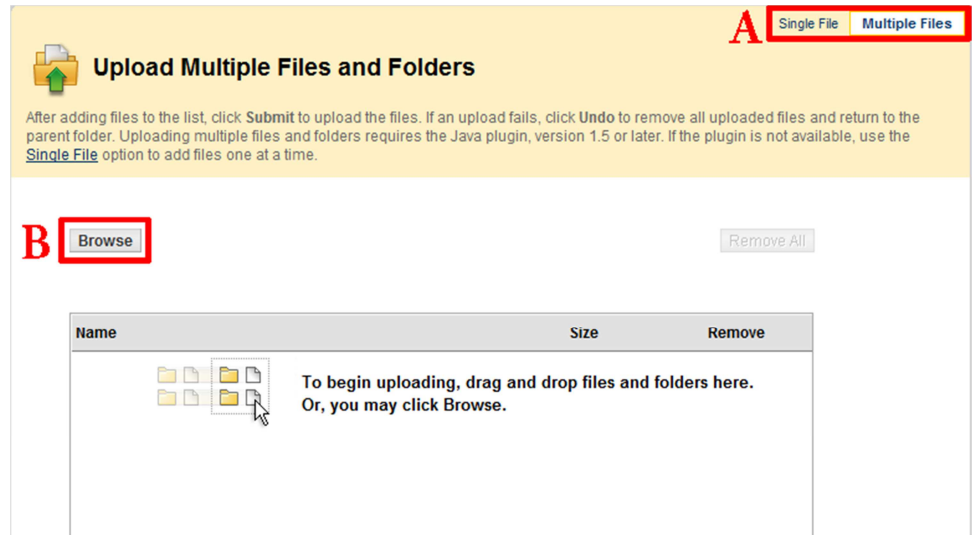 A
Single File Multiple Files
Upload Multiple Files and Folders
After adding files to the list, click Submit to upload the files. If an upload fails, click Undo to remove all uploaded files and return to the
parent folder. Uploading multiple files and folders requires the Java plugin, version 1.5 or later. If the plugin is not available, use the
Single File option to add files one at a time.
B
Browse
Remove All
Name Size Remove
To begin uploading, drag and drop files and folders here.
Or, you may click Browse.